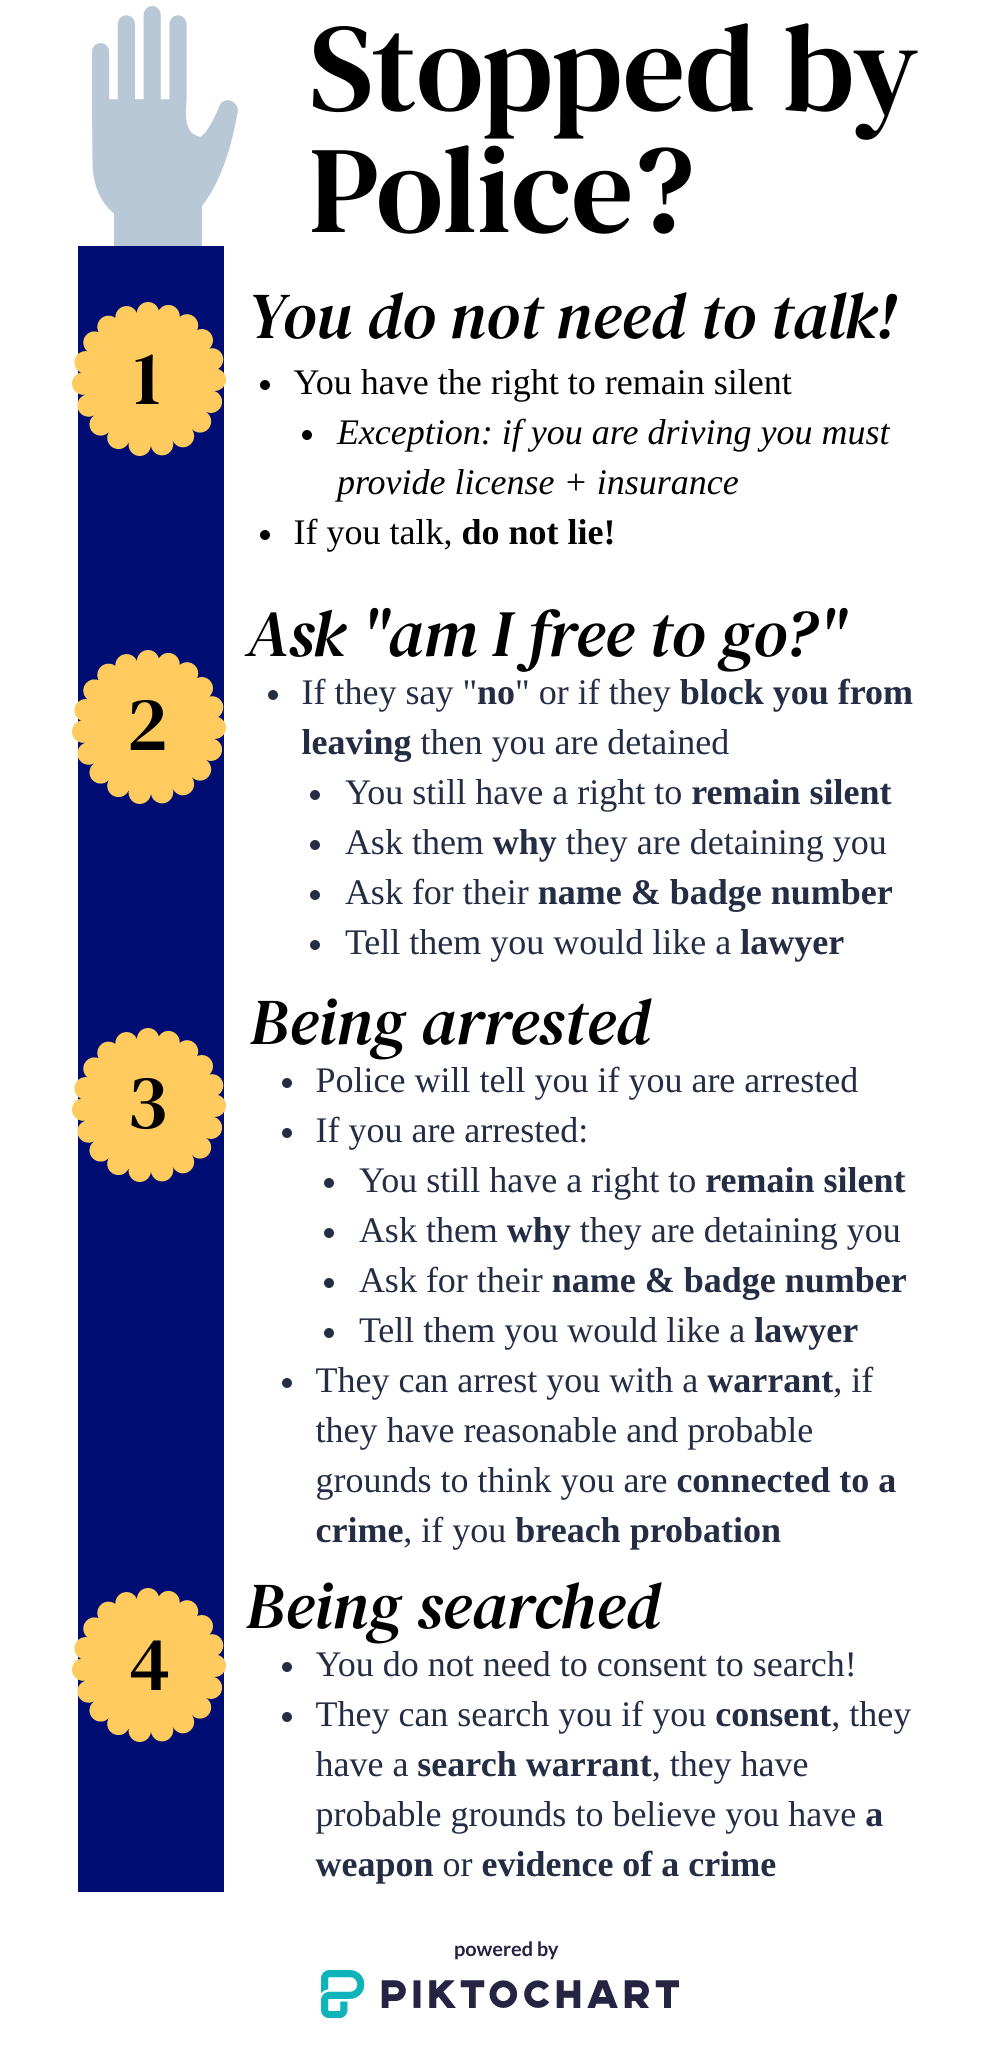 Stopped by
Police?
1
You do not need to talk!
• You have the right to remain silent
• Exception: if you are driving you must
provide license + insurance
• If you talk, do not lie!
2
Ask "am I free to go?"
• If they say "no" or if they block you from
leaving then you are detained
• You still have a right to remain silent
• Ask them why they are detaining you
• Ask for their name & badge number
• Tell them you would like a lawyer
3
Being arrested
• Police will tell you if you are arrested
• If you are arrested:
• You still have a right to remain silent
• Ask them why they are detaining you
• Ask for their name & badge number
• Tell them you would like a lawyer
• They can arrest you with a warrant, if
they have reasonable and probable
grounds to think you are connected to a
crime, if you breach probation
4
Being searched
• You do not need to consent to search!
• They can search you if you consent, they
have a search warrant, they have
probable grounds to believe you have a
weapon or evidence of a crime
powered by
PIKTOCHART